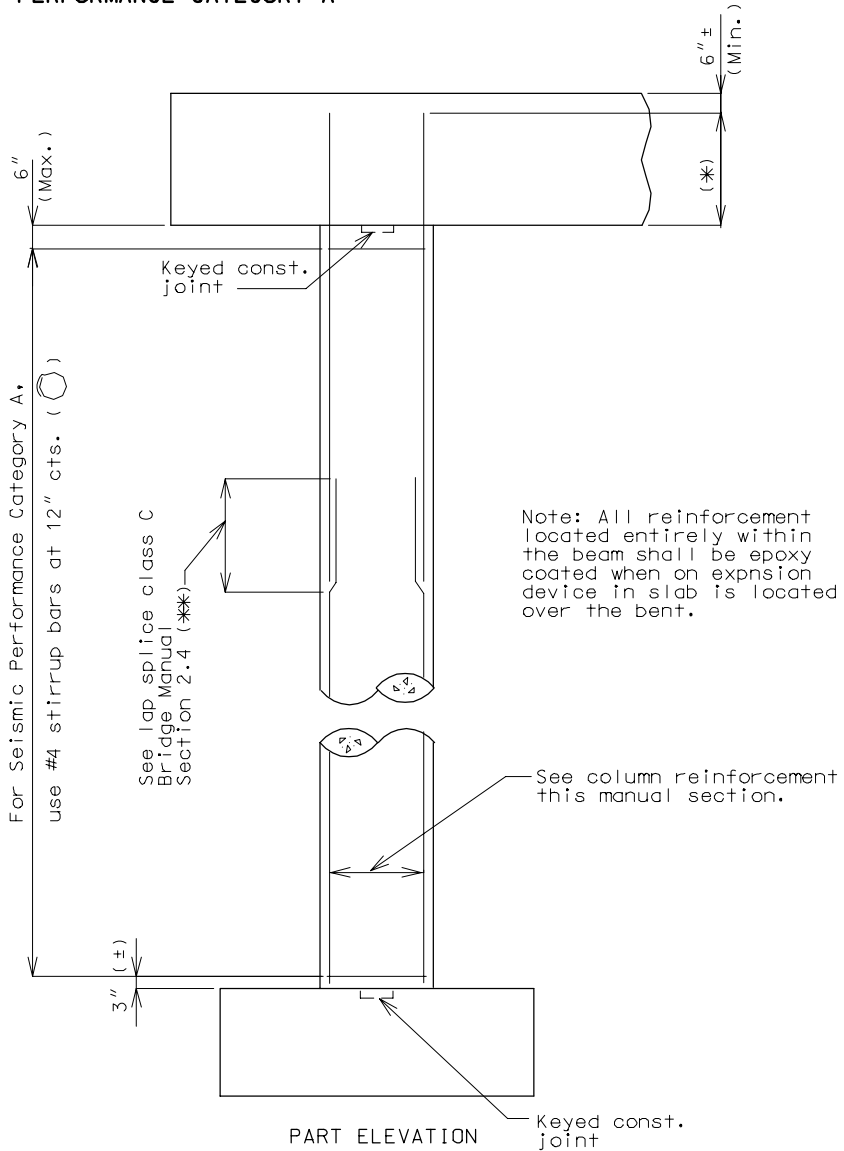 PERFORMANCE CATEGORY A
6"±
(Min.)
6"
(Max.)
(*)
Keyed const.
joint
For Seismic Performance Category A,
use #4 stirrup bars at 12" cts. ( )
See lap splice class C
Bridge Manual
Section 2.4 (**)
Note: All reinforcement
located entirely within
the beam shall be epoxy
coated when on expnsion
device in slab is located
over the bent.
See column reinforcement
this manual section.
3" (±)
Keyed const.
joint
PART ELEVATION